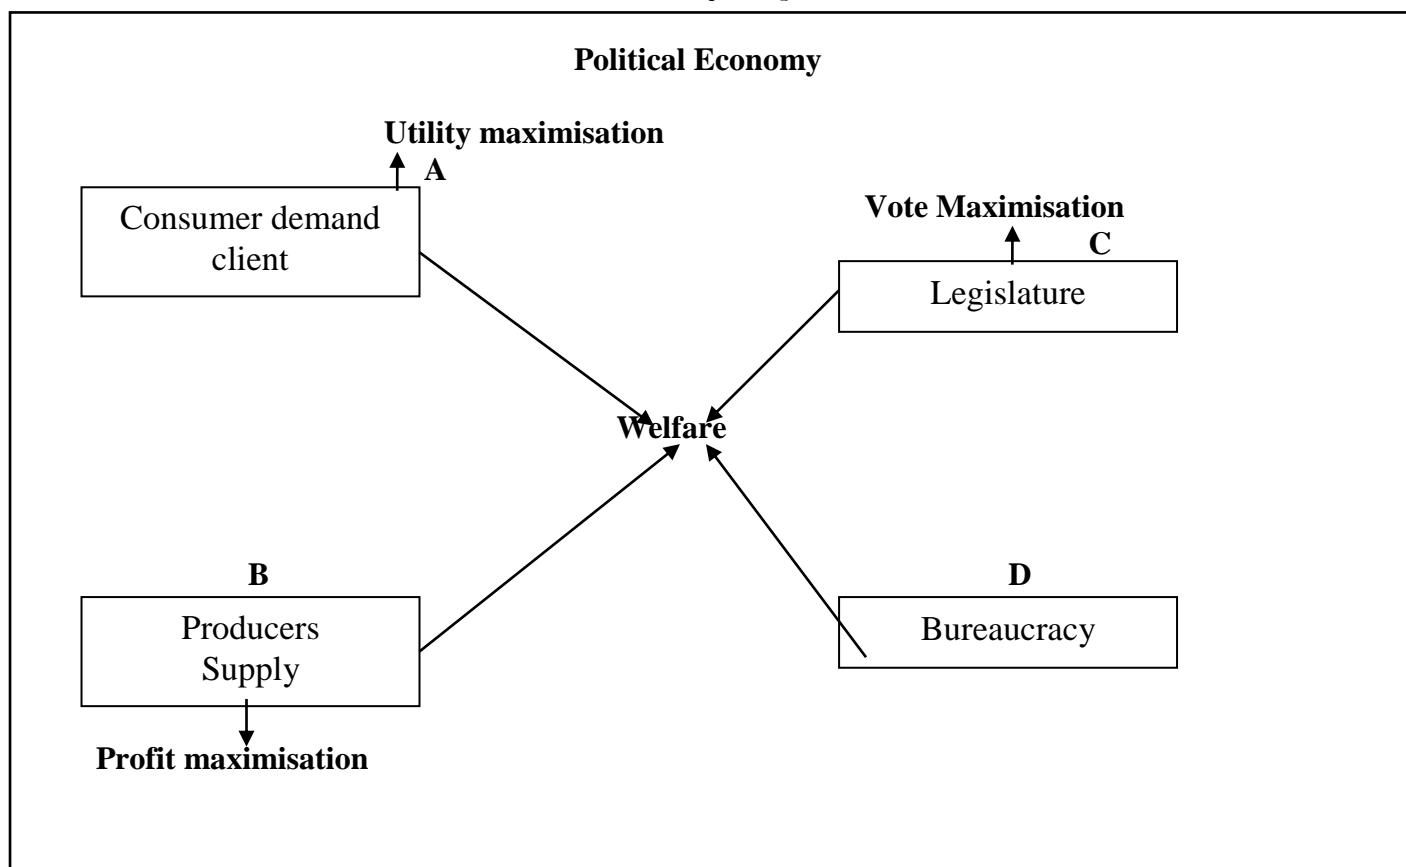 Political Economy
Utility maximisation
A
Consumer demand
client
Vote Maximisation
C
Legislature
Welfare
B
Producers
Supply
D
Bureaucracy
Profit maximisation